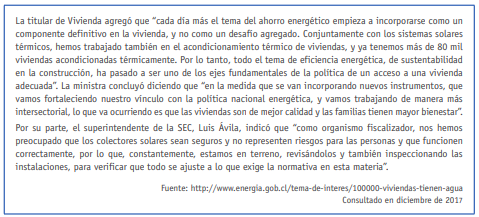 La titular de Vivienda agregó que “cada día más el tema del ahorro energético empieza a incorporarse como un
componente definitivo en la vivienda, y no como un desafío agregado. Conjuntamente con los sistemas solares
térmicos, hemos trabajado también en el acondicionamiento térmico de viviendas, y ya tenemos más de 80 mil
viviendas acondicionadas térmicamente. Por lo tanto, todo el tema de eficiencia energética, de sustentabilidad
en la construcción, ha pasado a ser uno de los ejes fundamentales de la política de un acceso a una vivienda
adecuada”. La ministra concluyó diciendo que “en la medida que se van incorporando nuevos instrumentos, que
vamos fortaleciendo nuestro vínculo con la política nacional energética, y vamos trabajando de manera más
intersectorial, lo que va ocurriendo es que las viviendas son de mejor calidad y las familias tienen mayor bienestar”.
Por su parte, el superintendente de la SEC, Luis Ávila, indicó que “como organismo fiscalizador, nos hemos
preocupado que los colectores solares sean seguros y no representen riesgos para las personas y que funcionen
correctamente, por lo que, constantemente, estamos en terreno, revisándolos y también inspeccionando las
instalaciones, para verificar que todo se ajuste a lo que exige la normativa en esta materia”.
Fuente: http://www.energia.gob.cl/tema-de-interes/100000-viviendas-tienen-agua
Consultado en diciembre de 2017